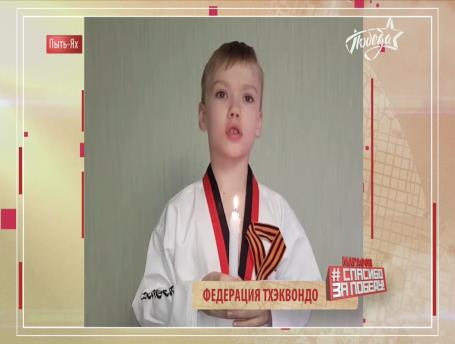 Пыть-Ях
Победа
ФЕДЕРАЦИЯ ТХЭКВОНДО
МАРАФОН
# СПАСИБО
ЗА ПОБЕДУ!